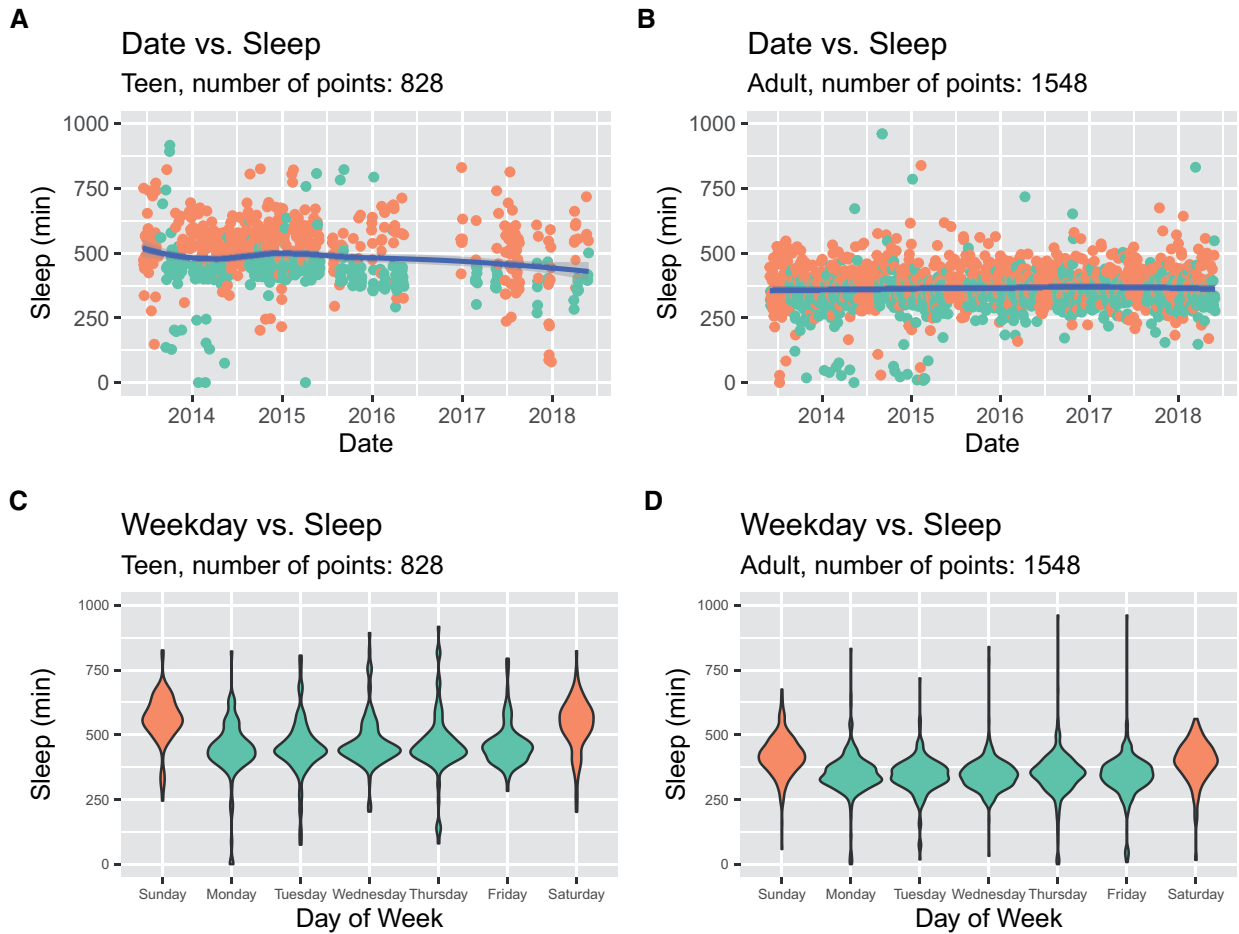 A
Date vs. Sleep
Teen, number of points: 828
1000
750
500
250
0
Sleep (min)
2014 2015 2016 2017 2018
Date
B
Date vs. Sleep
Adult, number of points: 1548
1000
750
500
250
0
Sleep (min)
2014 2015 2016 2017 2018
Date
C
Weekday vs. Sleep
Teen, number of points: 828
1000
750
500
250
0
Sleep (min)
Sunday Monday Tuesday Wednesday Thursday Friday Saturday
Day of Week
D
Weekday vs. Sleep
Adult, number of points: 1548
1000
750
500
250
0
Sleep (min)
Sunday Monday Tuesday Wednesday Thursday Friday Saturday
Day of Week